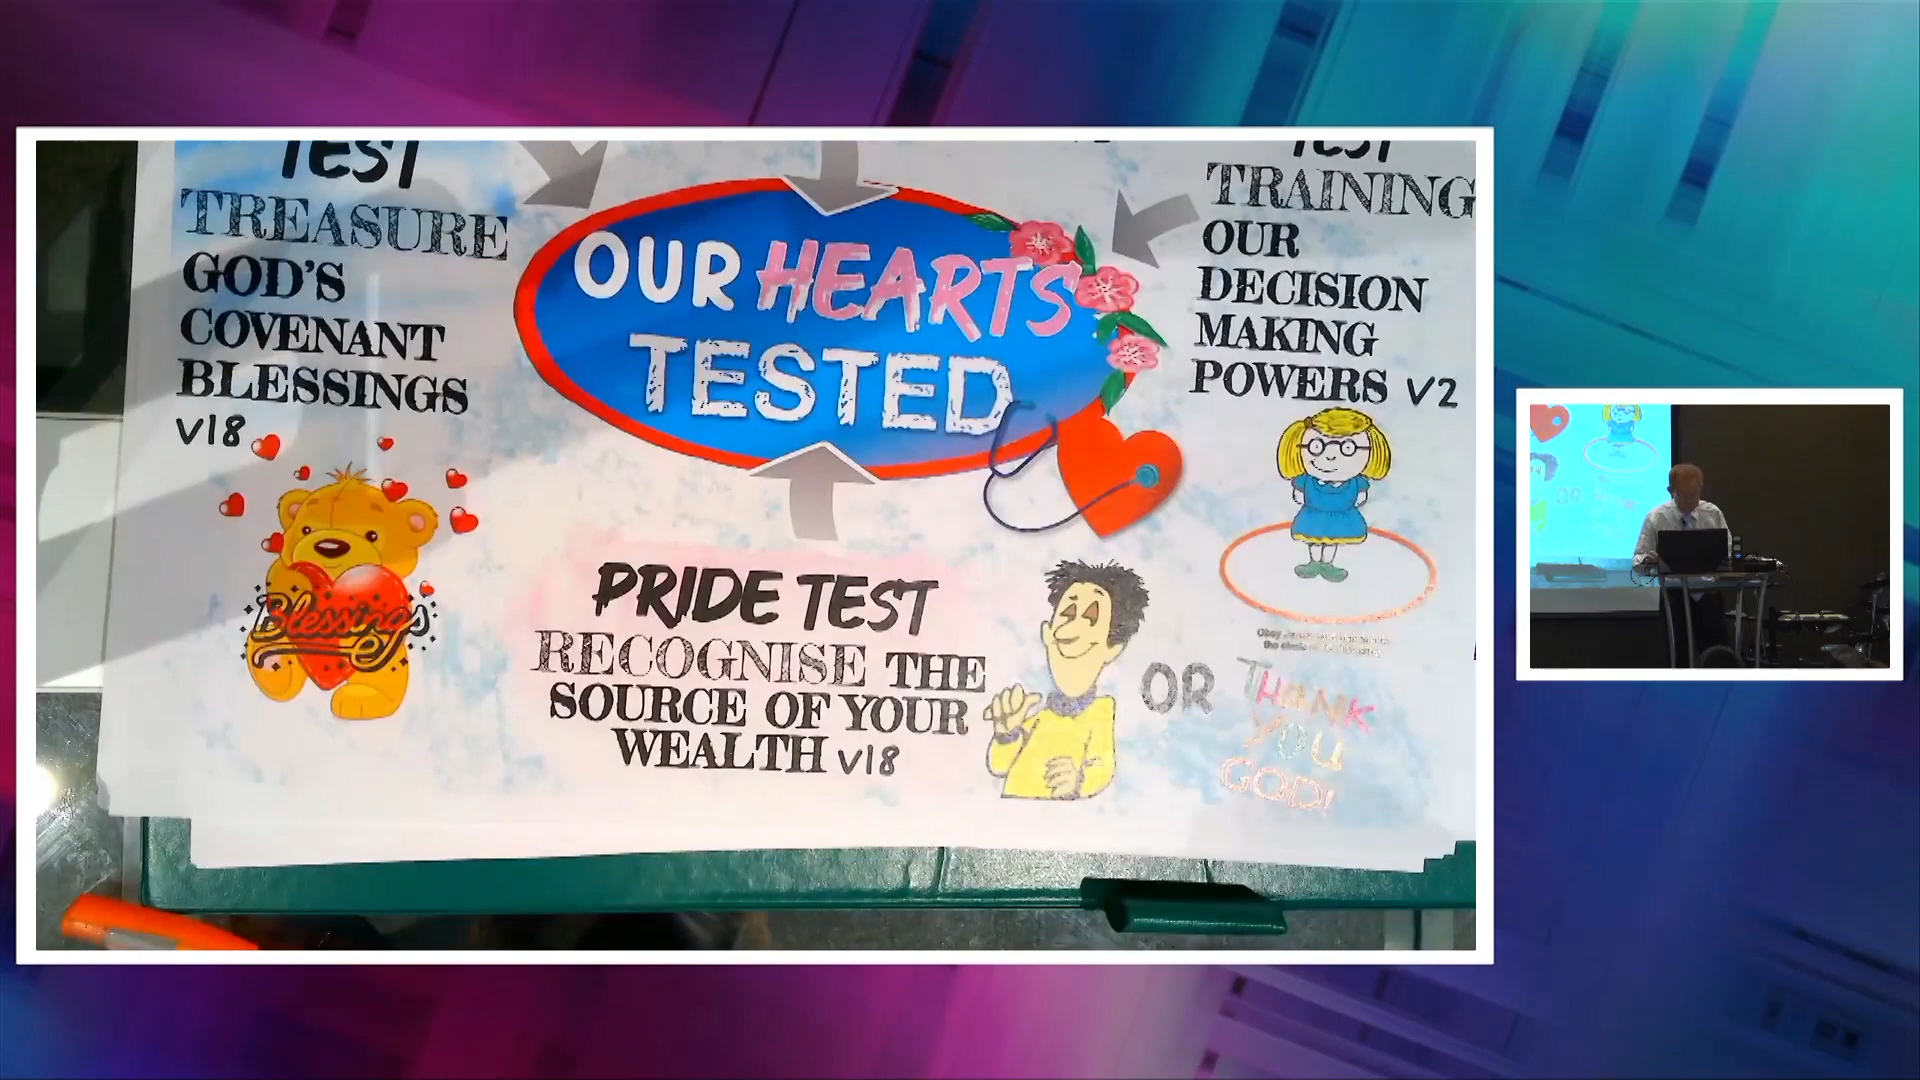 TEST
TREASURE
GOD'S
COVENANT
BLESSINGS
V18
Blessings
OUR HEARTS
TESTED
TEST
TRAINING
OUR
DECISION
MAKING
POWERS V2
PRIDE TEST
RECOGNISE THE
SOURCE OF YOUR
WEALTH V18
OR
THANK
YOU
GOD!